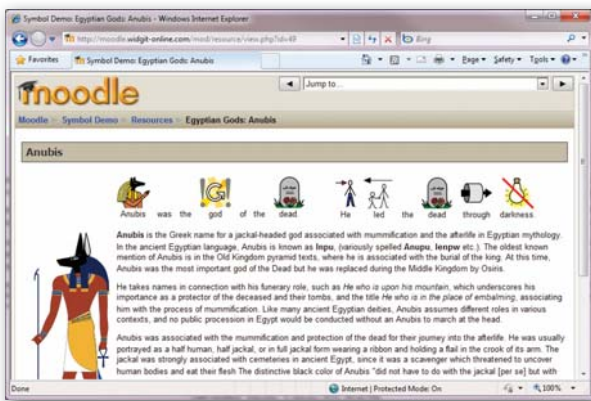 Symbol Demo: Egyptian Gods: Anubis - Windows Internet Explorer
http://moodle.widgit-online.com/mod/resource/view.php?id=49
Bing
Favorites
Symbol Demo: Egyptian Gods: Anubis
Page
Safety
Tools
moodle
Jump to...
Moodle
Symbol Demo
Resources
Egyptian Gods: Anubis
Anubis
Anubis was the god of the dead He led the dead through darkness
Anubis is the Greek name for a jackal-headed god associated with mummification and the afterlife in Egyptian mythology.
In the ancient Egyptian language, Anubis is known as Inpu, (variously spelled Anupu, Ienpw etc.). The oldest known
mention of Anubis is in the Old Kingdom pyramid texts, where he is associated with the burial of the king. At this time,
Anubis was the most important god of the Dead but he was replaced during the Middle Kingdom by Osiris.
He takes names in connection with his funerary role, such as He who is upon his mountain, which underscores his
importance as a protector of the deceased and their tombs, and the title He who is in the place of embalming, associating
him with the process of mummification. Like many ancient Egyptian deities, Anubis assumes different roles in various
contexts, and no public procession in Egypt would be conducted without an Anubis to march at the head.
Anubis was associated with the mummification and protection of the dead for their journey into the afterlife. He was usually
portrayed as a half human, half jackal, or in full jackal form wearing a ribbon and holding a flail in the crook of its arm. The
jackal was strongly associated with cemeteries in ancient Egypt, since it was a scavenger which threatened to uncover
human bodies and eat their flesh The distinctive black color of Anubis "did not have to do with the jackal [per se] but with
Done
Internet | Protected Mode: On
100%